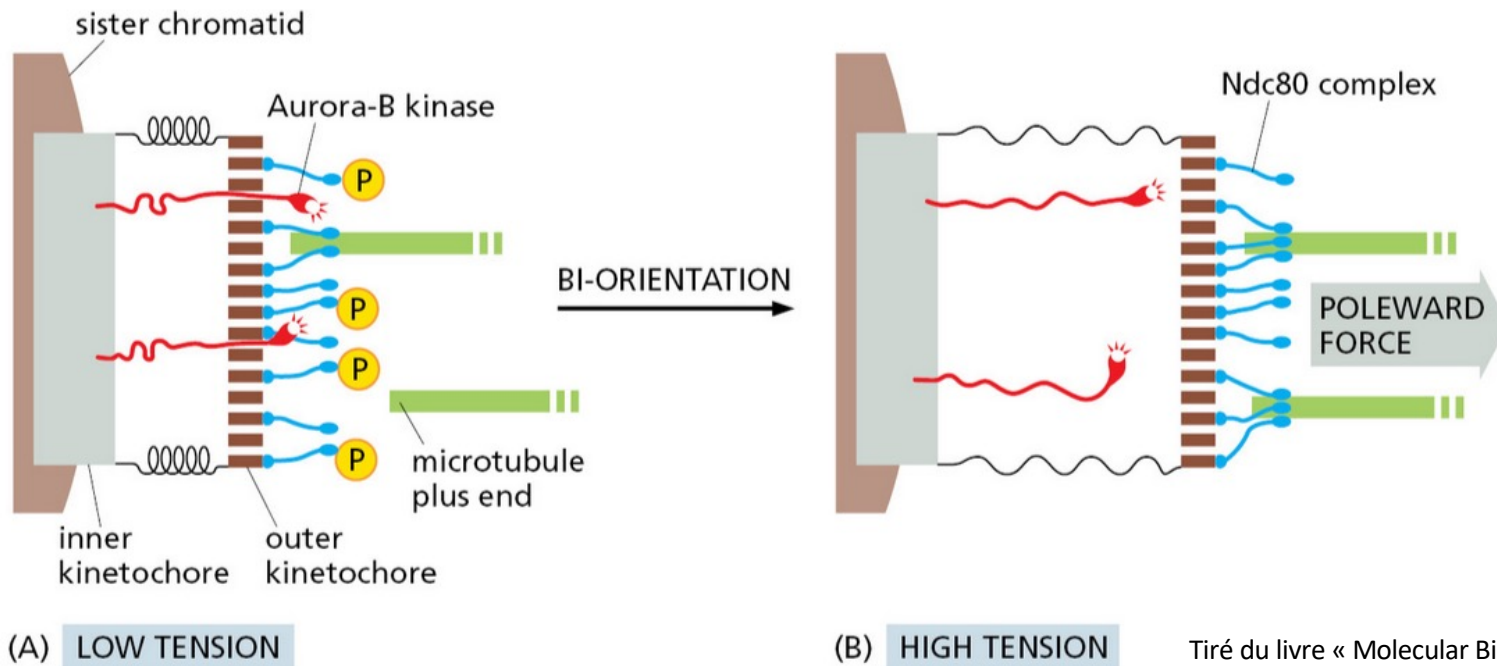 sister chromatid
Aurora-B kinase
P
P
P
P
microtubule
plus end
inner
kinetochore
outer
kinetochore
(A) LOW TENSION
BI-ORIENTATION
Ndc80 complex
POLEWARD
FORCE
(B) HIGH TENSION
Tiré du livre « Molecular Bi